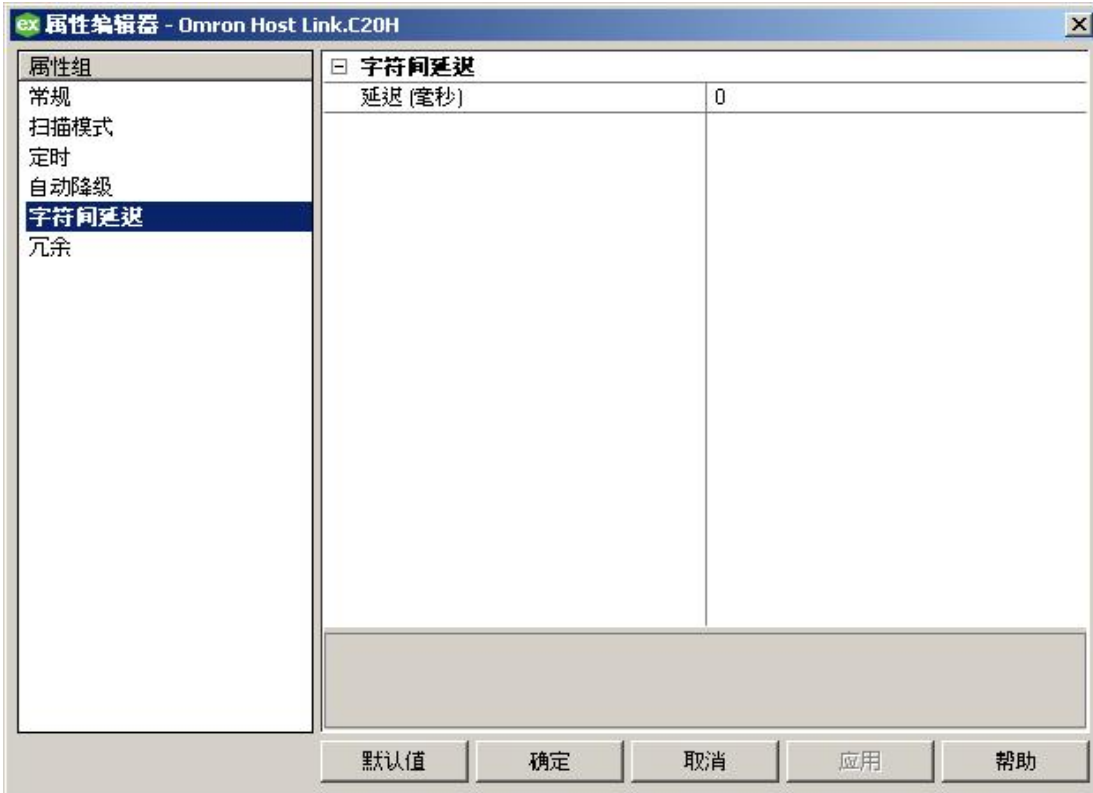 ex 属性编辑器 - Omron Host Link.C20H
属性组
常规
扫描模式
定时
自动降级
字符间延迟
冗余
字符间延迟
延迟 (毫秒) 0
默认值 确定 取消 应用 帮助